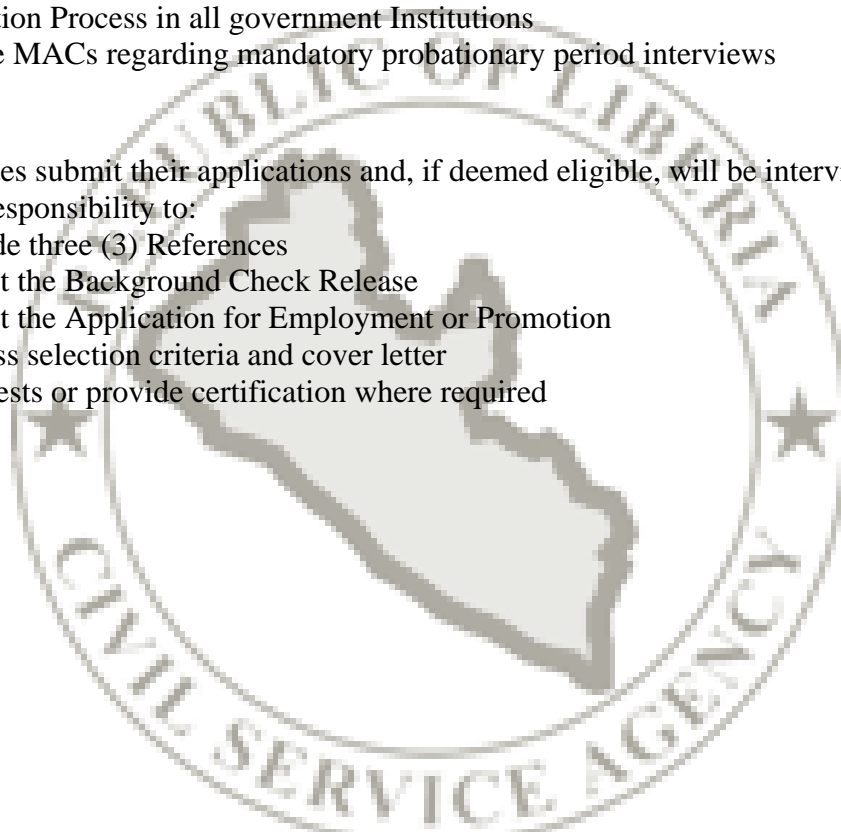 tion Process in all government Institutions
e MACs regarding mandatory probationary period interviews
REPUBLIC OF LIBERIA
es submit their applications and, if deemed eligible, will be intervi
esponsibility to:
de three (3) References
t the Background Check Release
t the Application for Employment or Promotion
ss selection criteria and cover letter
ests or provide certification where required
CIVIL SERVICE AGENCY